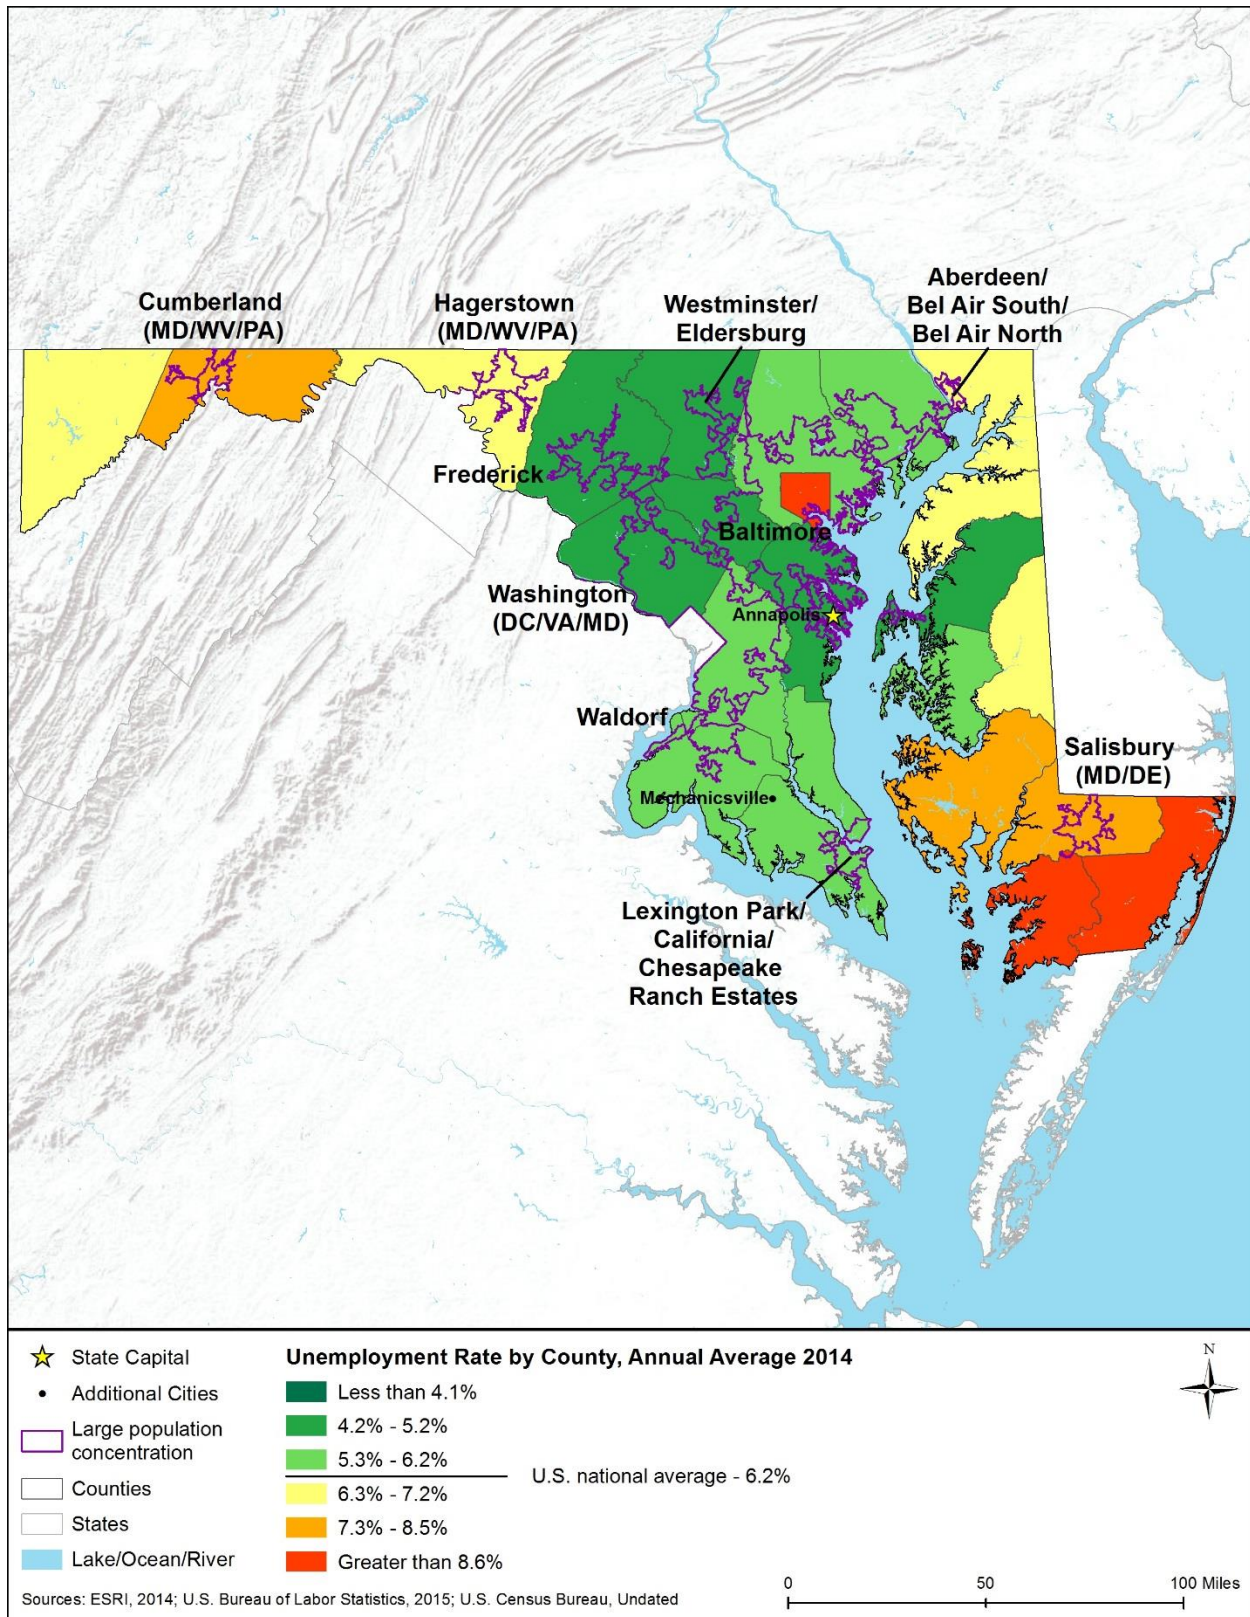 Aberdeen/
Bel Air South/
Bel Air North
Cumberland
(MD/WV/PA)
Hagerstown
(MD/WV/PA)
Westminster/
Eldersburg
Frederick
Baltimore
Washington
(DC/VA/MD)
Annapolis
Waldorf
Salisbury
(MD/DE)
Mechanicsville
Lexington Park/
California/
Chesapeake
Ranch Estates
State Capital
Additional Cities
Large population
concentration
Counties
States
Lake/Ocean/River
Unemployment Rate by County, Annual Average 2014
Less than 4.1%
4.2% - 5.2%
5.3% - 6.2%
U.S. national average - 6.2%
6.3% - 7.2%
7.3% - 8.5%
Greater than 8.6%
N
0 50 100 Miles
Sources: ESRI, 2014; U.S. Bureau of Labor Statistics, 2015; U.S. Census Bureau, Undated